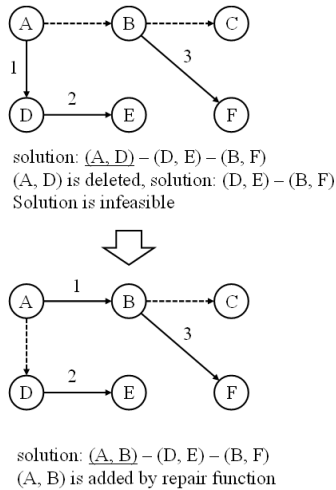 A B C
1 3
2
D E F
solution: (A, D) – (D, E) – (B, F)
(A, D) is deleted, solution: (D, E) – (B, F)
Solution is infeasible
1
A B C
3
2
D E F
solution: (A, B) – (D, E) – (B, F)
(A, B) is added by repair function